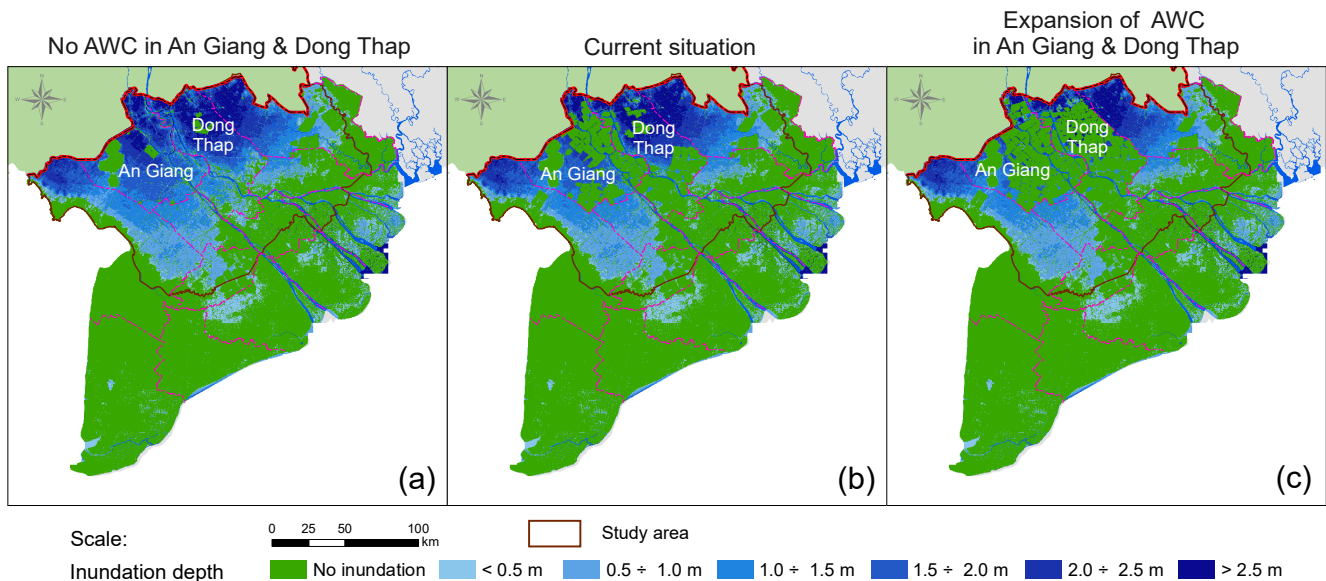 No AWC in An Giang & Dong Thap
Current situation
Expansion of AWC
in An Giang & Dong Thap
Dong
Thap
An Giang
(a)
Dong
Thap
An Giang
(b)
Dong
Thap
An Giang
(c)
Scale:
0 25 50 100
km
Study area
Inundation depth
No inundation
< 0.5 m
0.5 ÷ 1.0 m
1.0 ÷ 1.5 m
1.5 ÷ 2.0 m
2.0 ÷ 2.5 m
> 2.5 m